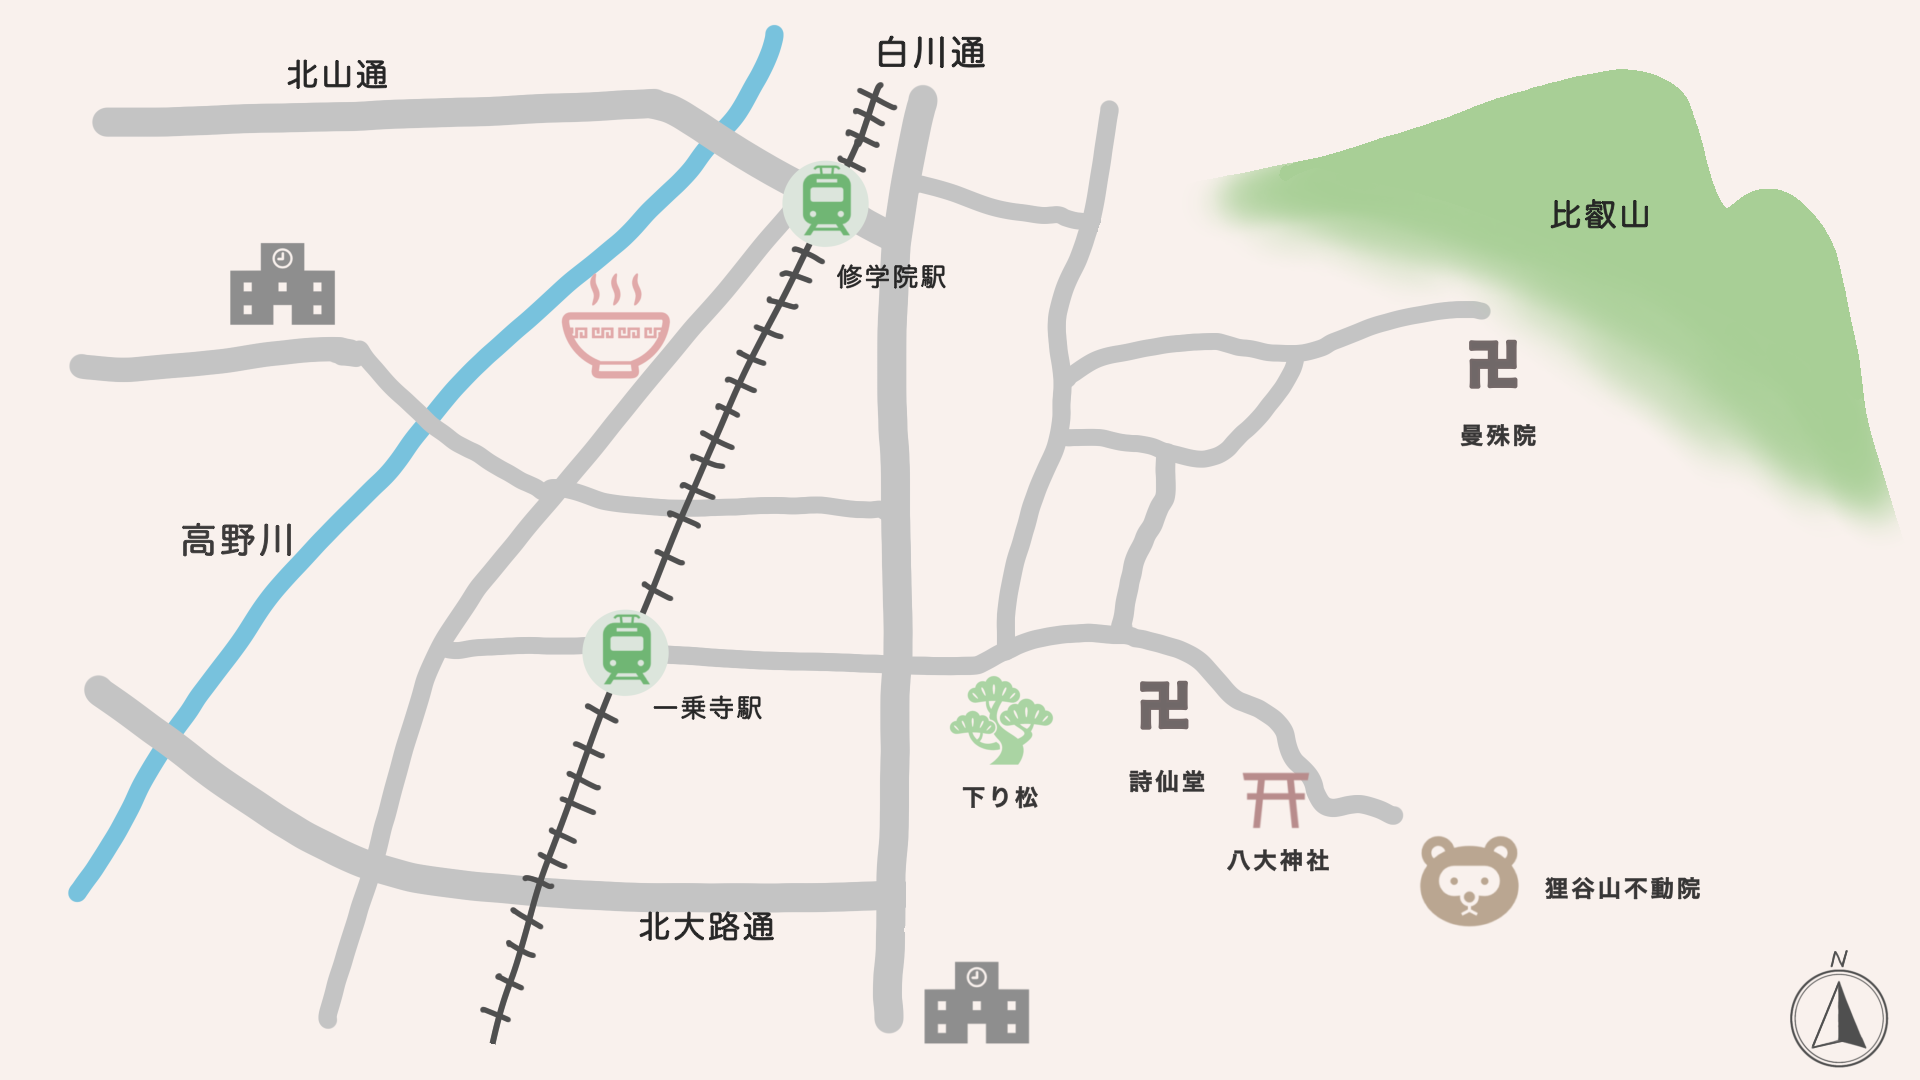 白川通
北山通
比叡山
修学院駅
曼殊院
高野川
一乗寺駅
詩仙堂
下り松
八大神社
狸谷山不動院
北大路通
N